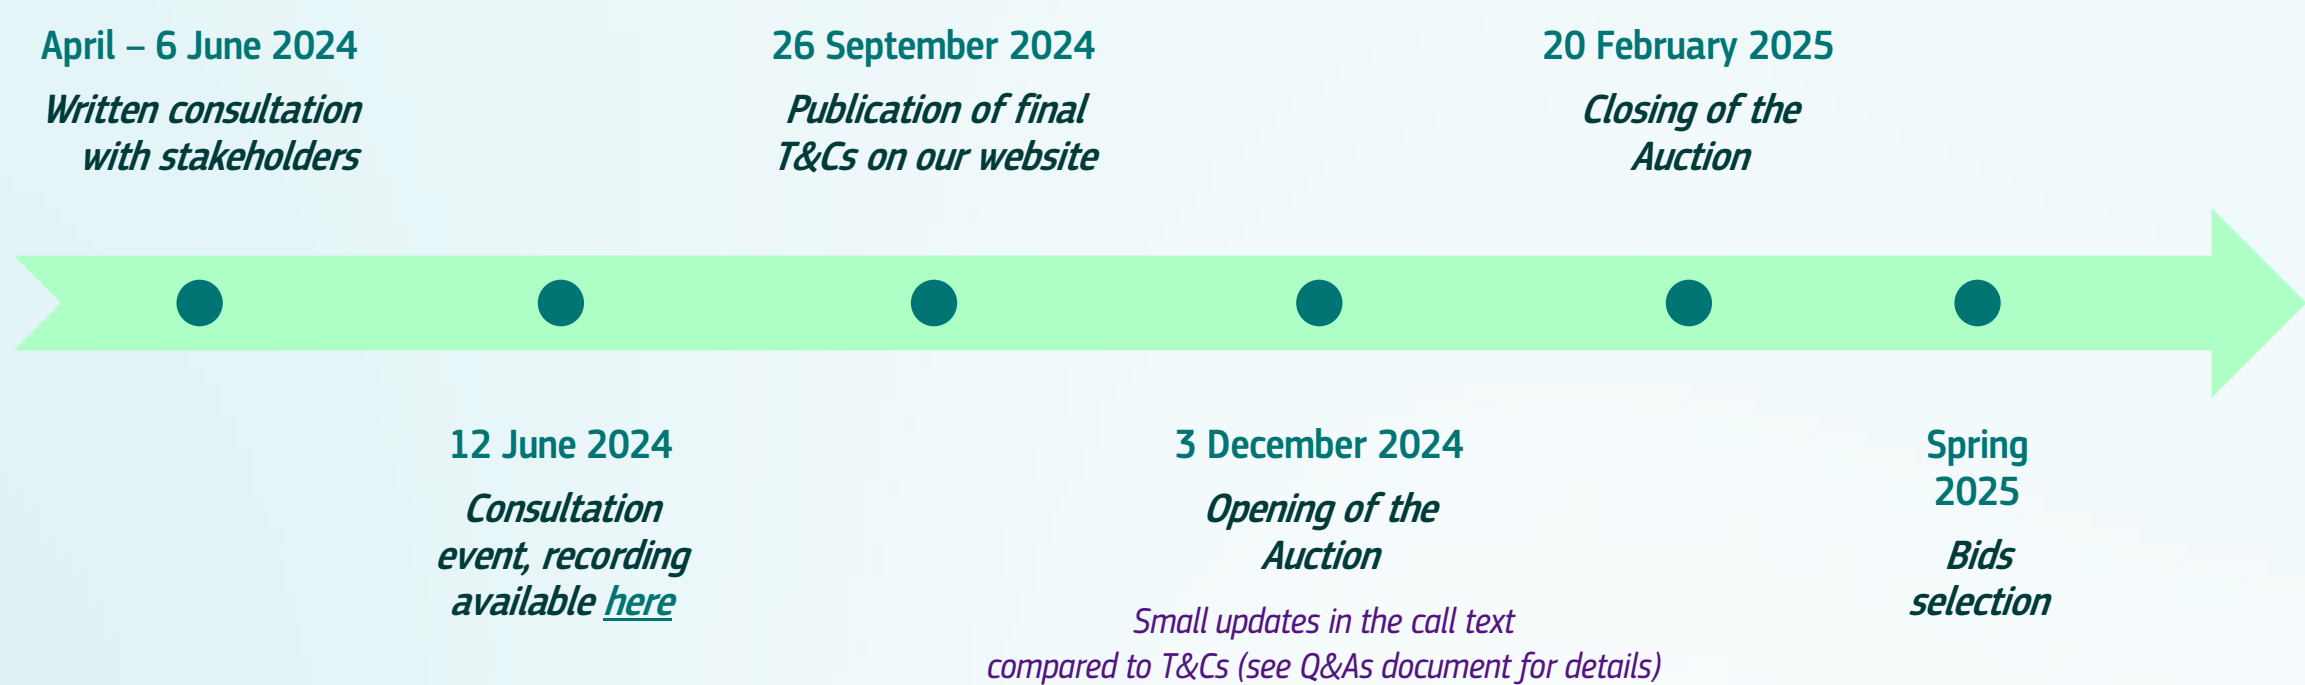 April – 6 June 2024
Written consultation
with stakeholders
26 September 2024
Publication of final
T&Cs on our website
20 February 2025
Closing of the
Auction
12 June 2024
Consultation
event, recording
available here
3 December 2024
Opening of the
Auction
Small updates in the call text
compared to T&Cs (see Q&As document for details)
Spring
2025
Bids
selection